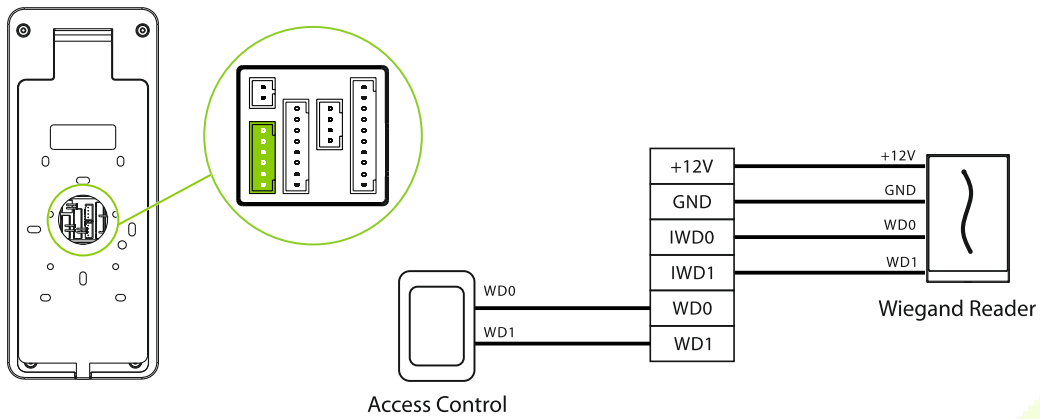 +12V
GND
IWD0
IWD1
WD0
WD1
+12V
GND
WD0
WD1
Wiegand Reader
WD0
WD1
Access Control